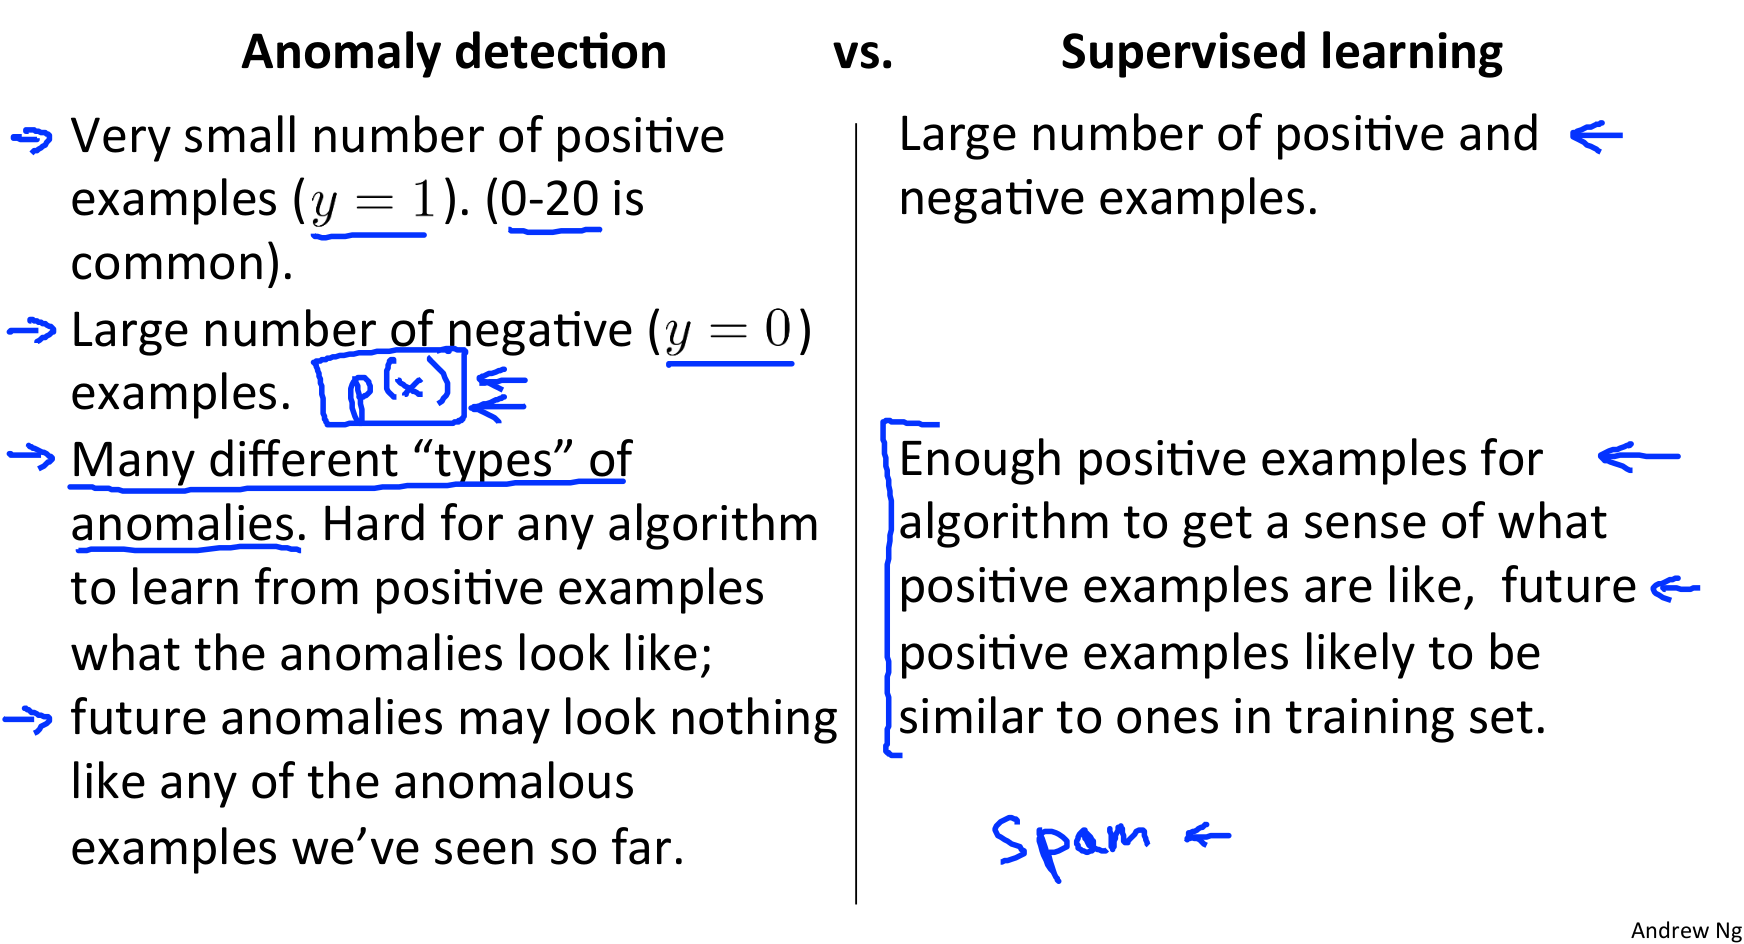 Anomaly detection vs. Supervised learning
Very small number of positive
examples (y = 1). (0-20 is
common).
Large number of negative (y = 0)
examples. p(x)
Many different “types” of
anomalies. Hard for any algorithm
to learn from positive examples
what the anomalies look like;
future anomalies may look nothing
like any of the anomalous
examples we’ve seen so far.
Large number of positive and
negative examples.
Enough positive examples for
algorithm to get a sense of what
positive examples are like, future
positive examples likely to be
similar to ones in training set.
Spam
Andrew Ng